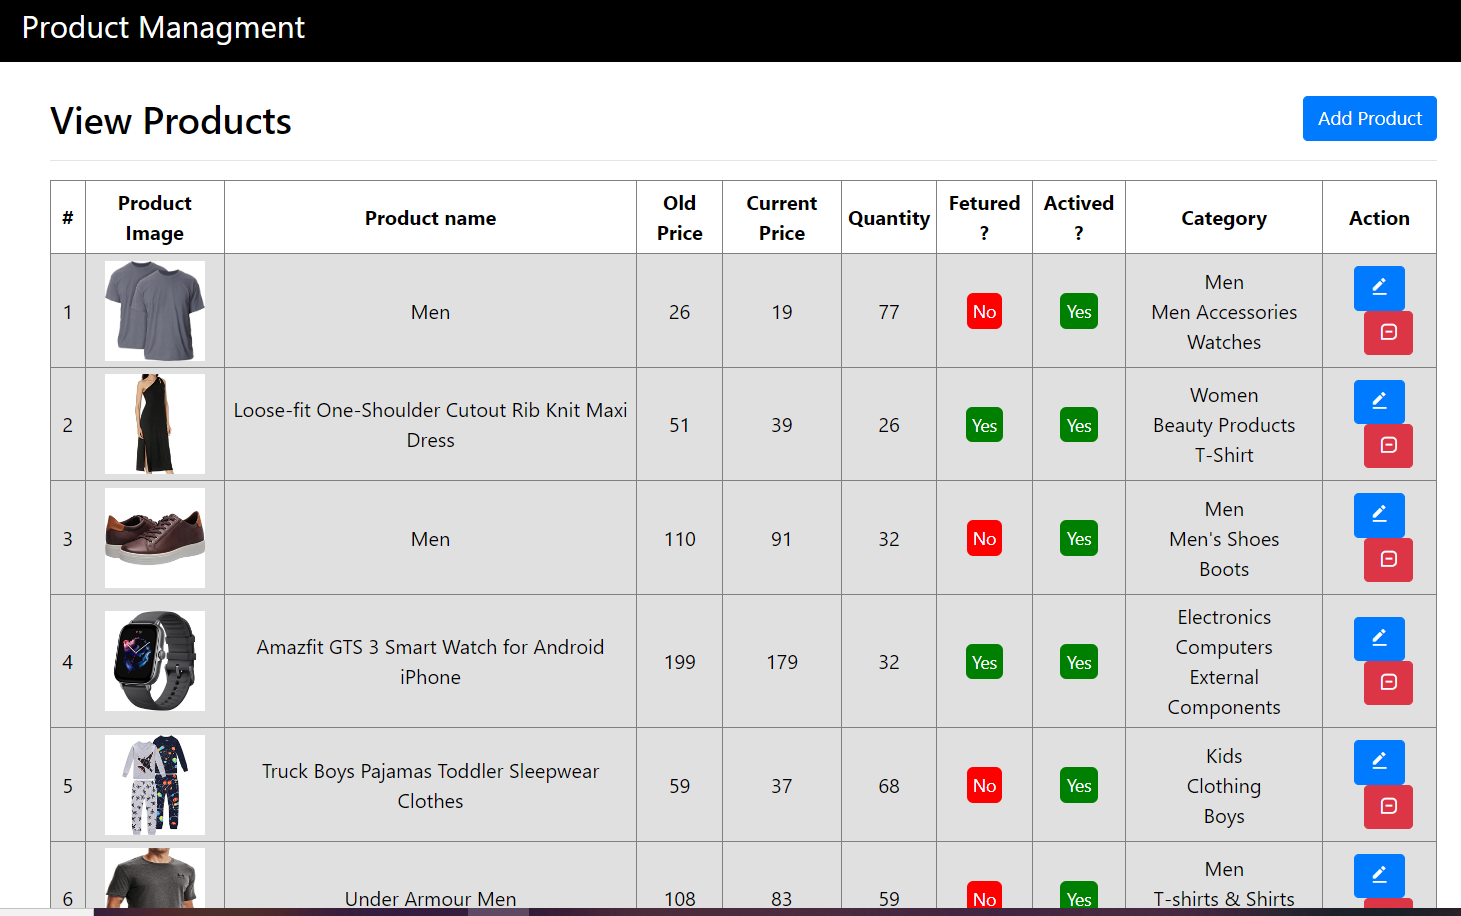 Product Managment
View Products
Add Product
# Product Image Product name Old Price Current Price Quantity Fetured ? Actived ? Category Action
1 Men 26 19 77 No Yes Men
Men Accessories
Watches
2 Loose-fit One-Shoulder Cutout Rib Knit Maxi Dress 51 39 26 Yes Yes Women
Beauty Products
T-Shirt
3 Men 110 91 32 No Yes Men
Men's Shoes
Boots
4 Amazfit GTS 3 Smart Watch for Android iPhone 199 179 32 Yes Yes Electronics
Computers
External Components
5 Truck Boys Pajamas Toddler Sleepwear Clothes 59 37 68 No Yes Kids
Clothing
Boys
6 Under Armour Men 108 83 59 No Yes Men
T-shirts & Shirts